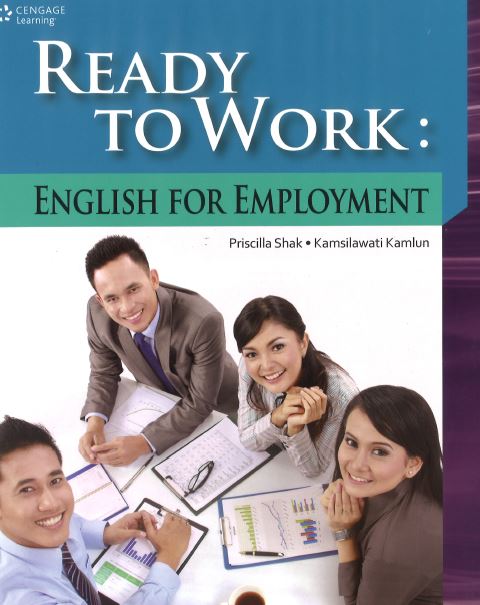 CENGAGE
Learning
READY
TO WORK:
ENGLISH FOR EMPLOYMENT
Priscilla Shak • Kamsilawati Kamlun